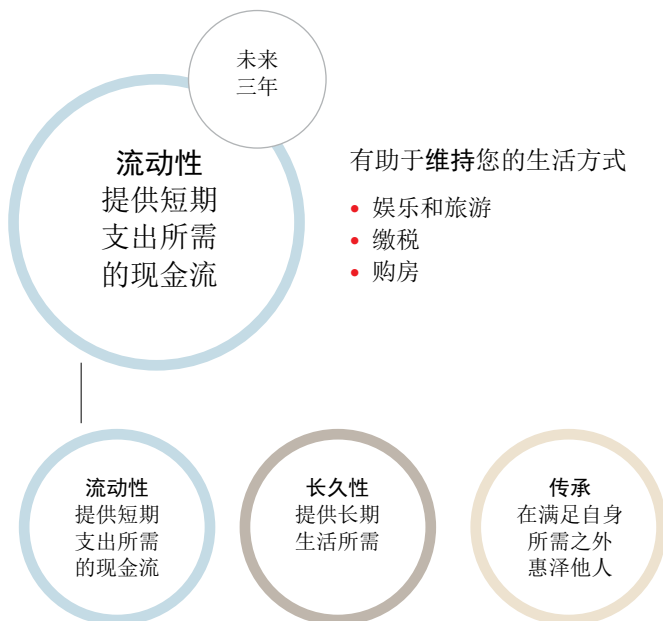 未来
三年
流动性
提供短期
支出所需
的现金流
有助于维持您的生活方式
• 娱乐和旅游
• 缴税
• 购房
流动性
提供短期
支出所需
的现金流
长久性
提供长期
生活所需
传承
在满足自身
所需之外
惠泽他人